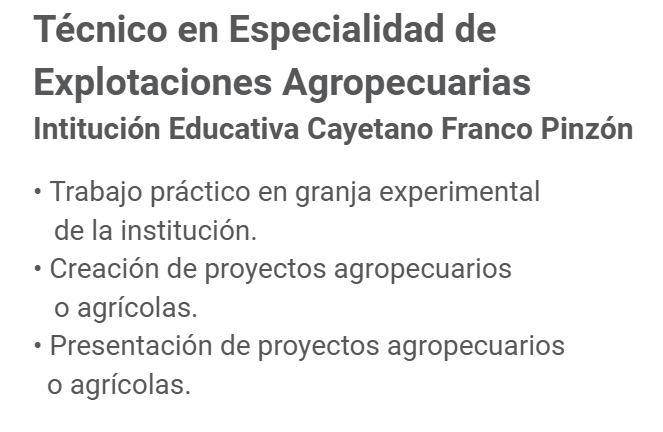 Técnico en Especialidad de
Explotaciones Agropecuarias
Intitución Educativa Cayetano Franco Pinzón
• Trabajo práctico en granja experimental
de la institución.
• Creación de proyectos agropecuarios
o agrícolas.
• Presentación de proyectos agropecuarios
o agrícolas.